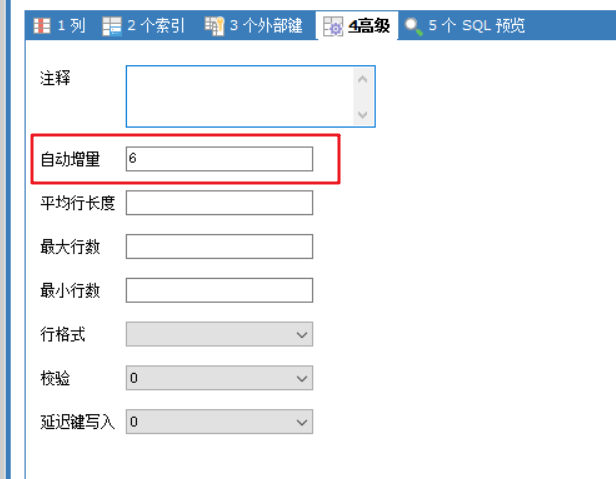 1 列 2 个索引 3 个外部键 4高级 5 个 SQL 预览
注释
自动增量 6
平均行长度
最大行数
最小行数
行格式
校验 0
延迟键写入 0